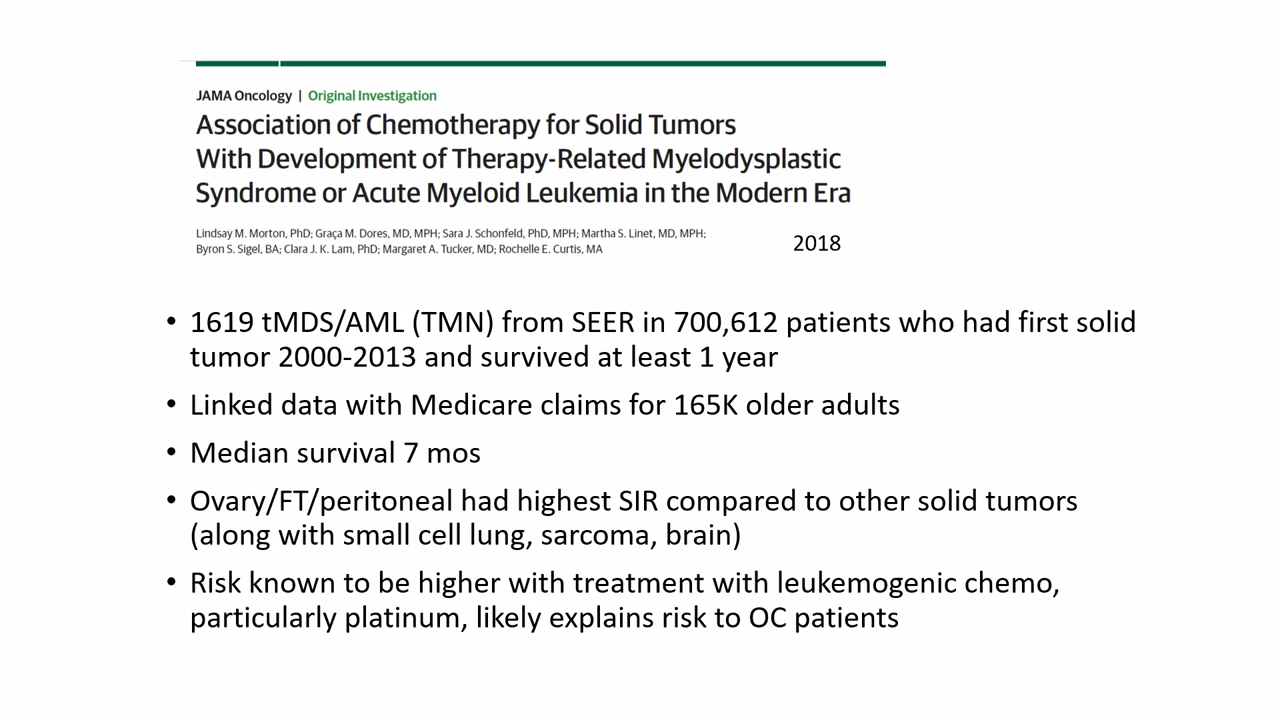 JAMA Oncology | Original Investigation
Association of Chemotherapy for Solid Tumors
With Development of Therapy-Related Myelodysplastic
Syndrome or Acute Myeloid Leukemia in the Modern Era
Lindsay M. Morton, PhD; Graça M. Dores, MD, MPH; Sara J. Schonfeld, PhD, MPH; Martha S. Linet, MD, MPH;
Byron S. Sigel, BA; Clara J. K. Lam, PhD; Margaret A. Tucker, MD; Rochelle E. Curtis, MA
2018
• 1619 tMDS/AML (TMN) from SEER in 700,612 patients who had first solid
tumor 2000-2013 and survived at least 1 year
• Linked data with Medicare claims for 165K older adults
• Median survival 7 mos
• Ovary/FT/peritoneal had highest SIR compared to other solid tumors
(along with small cell lung, sarcoma, brain)
• Risk known to be higher with treatment with leukemogenic chemo,
particularly platinum, likely explains risk to OC patients